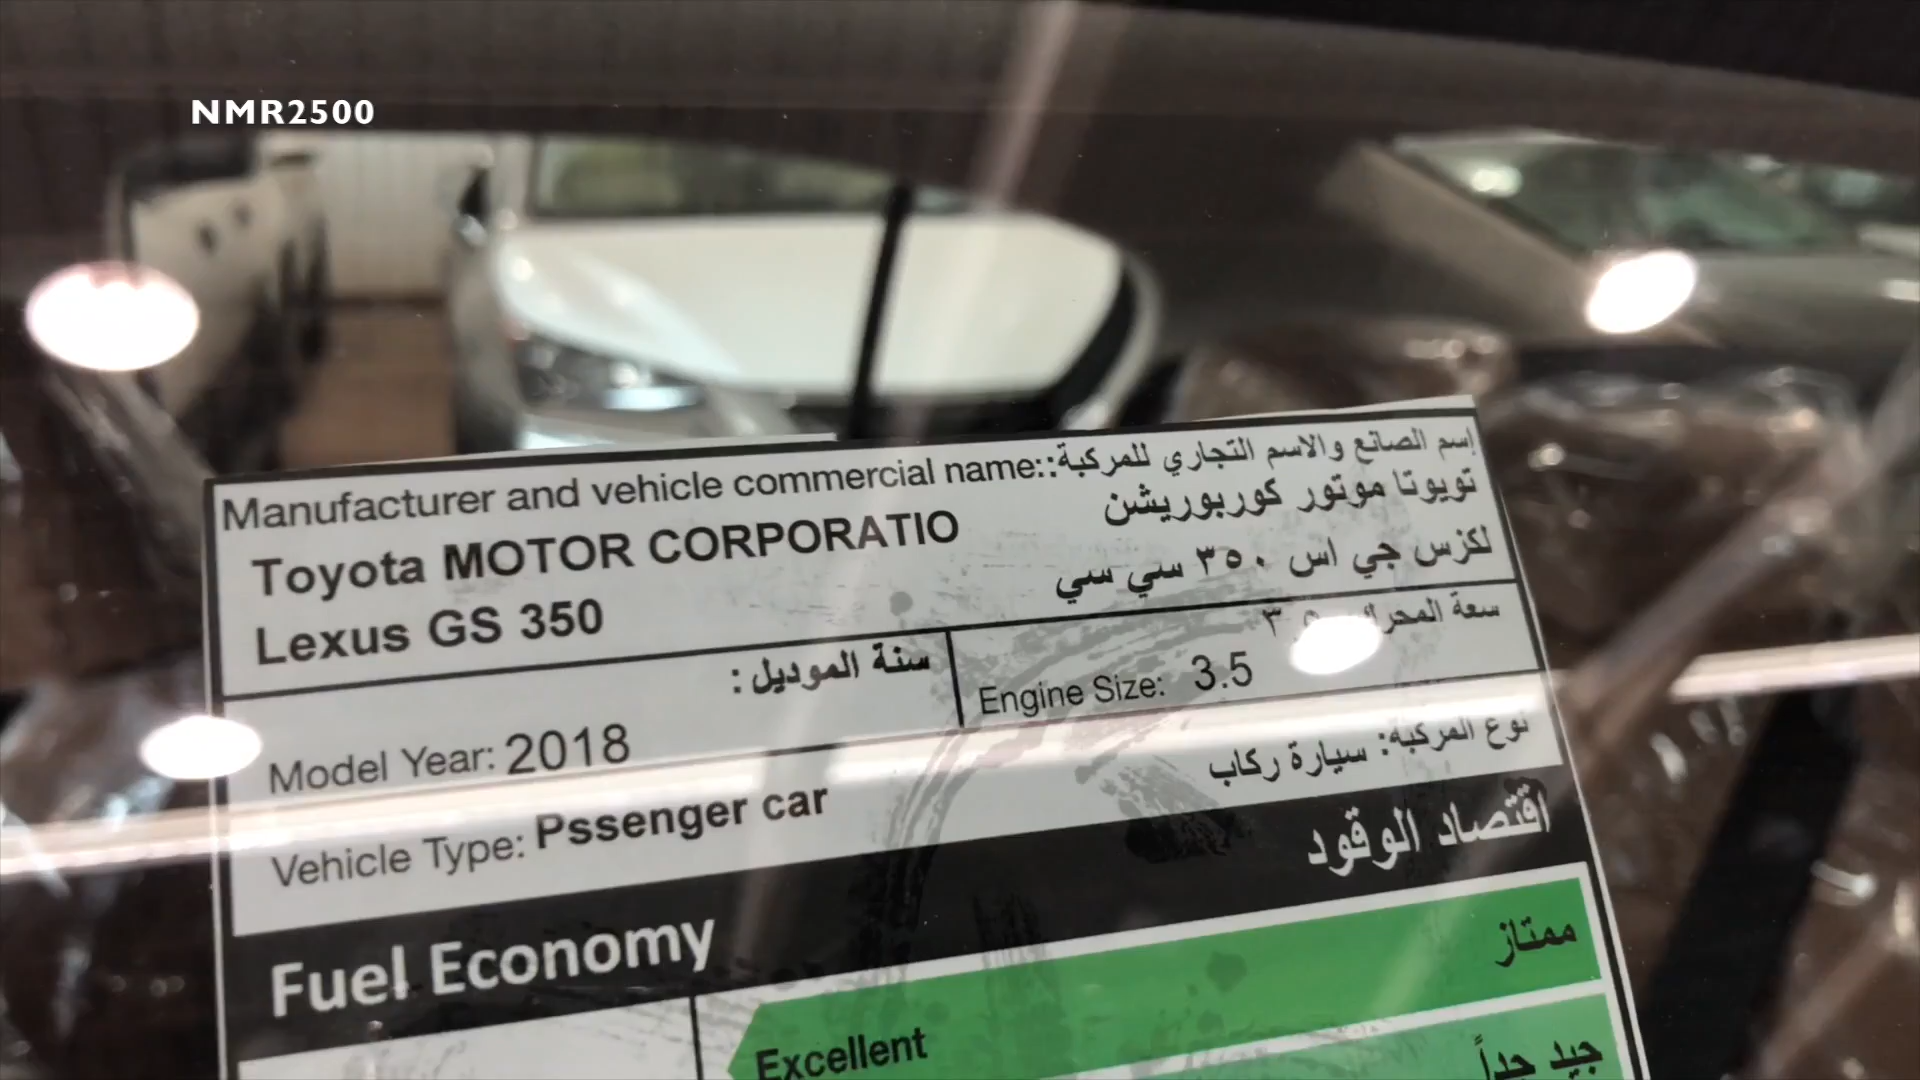 NMR2500
Manufacturer and vehicle commercial name::إسم الصانع والاسم التجاري للمركبة
Toyota MOTOR CORPORATIO تويوتا موتور كوربوريشن
Lexus GS 350 لكزس جي اس ٣٥٠ سي سي
سنة الموديل :
Model Year: 2018
سعة المحرك
Engine Size: 3.5
نوع المركبة: سيارة ركاب
Vehicle Type: Pssenger car
Fuel Economy اقتصاد الوقود
Excellent ممتاز
جيد جداً